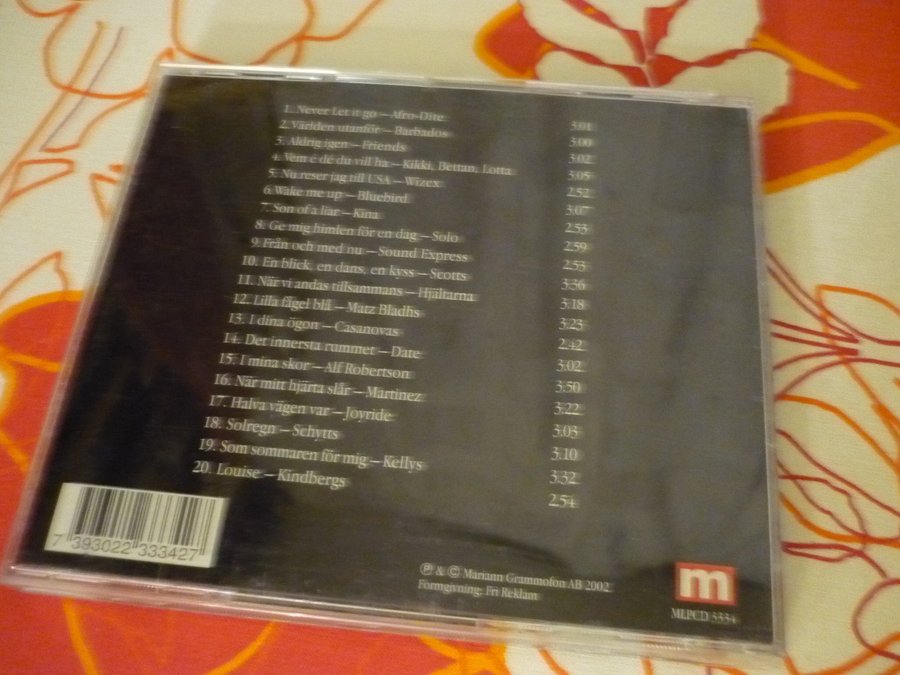 1. Never Let it go – Afro-Dite 3.01
2. Världen utanför – Barbados 3.00
3. Aldrig igen – Friends 3.02
4. Vem é dé du vill ha – Kikki, Bettan, Lotta 3.05
5. Nu reser jag till USA – Wizex 2.52
6. Wake me up – Bluebird 3.07
7. Son of a liar – Kina 2.53
8. Ge mig himlen för en dag – Solo 2.59
9. Från och med nu – Sound Express 2.53
10. En blick, en dans, en kyss – Scotts 3.36
11. När vi andas tillsammans – Hjältarna 3.18
12. Lilla fågel blå – Matz Bladhs 3.23
13. I dina ögon – Casanovas 2.42
14. Det innersta rummet – Date 3.02
15. I mina skor – Alf Robertson 3.50
16. När mitt hjärta slår – Martinez 3.22
17. Halva vägen var – Joyride 3.03
18. Solregn – Schytts 3.10
19. Som sommaren för mig – Kellys 3.32
20. Louise – Kindbergs 2.54
7 393022 333427
℗ & © Mariann Grammofon AB 2002
Formgivning: Fri Reklam
m
MLPCD 3334